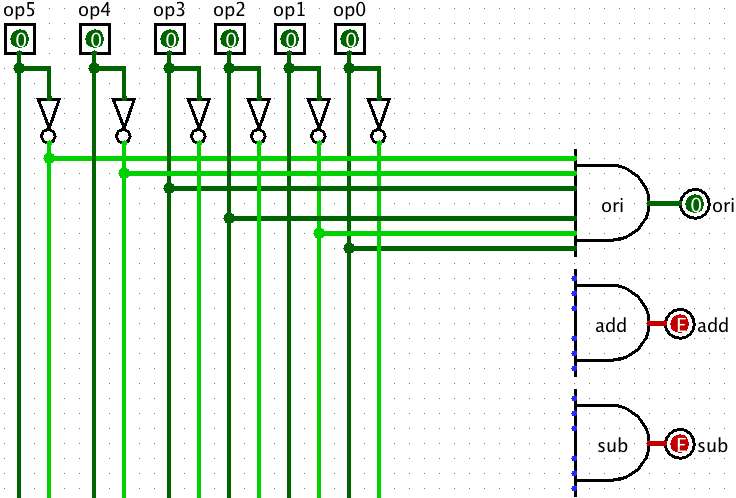 op5 op4 op3 op2 op1 op0
0 0 0 0 0 0
ori 0 ori
add E add
sub E sub